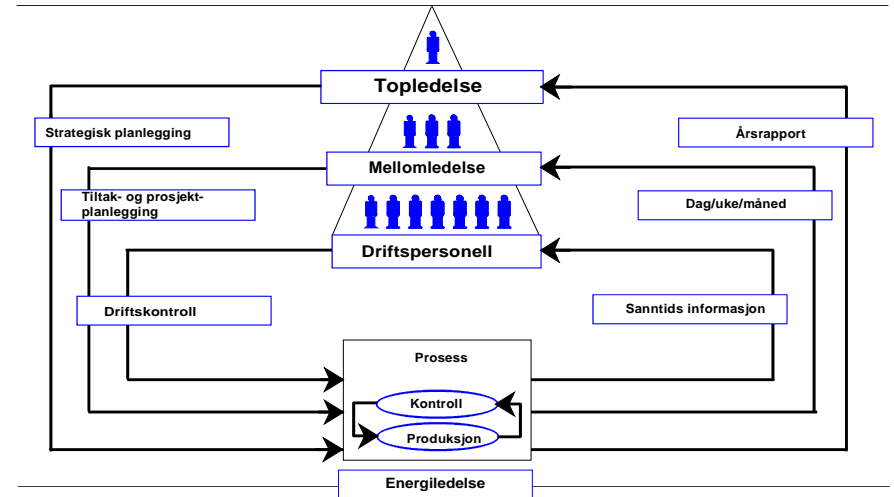 Topledelse
Strategisk planlegging
Årsrapport
Mellomledelse
Tiltak- og prosjekt-
planlegging
Dag/uke/måned
Driftspersonell
Driftskontroll
Sanntids informasjon
Prosess
Kontroll
Produksjon
Energiledelse